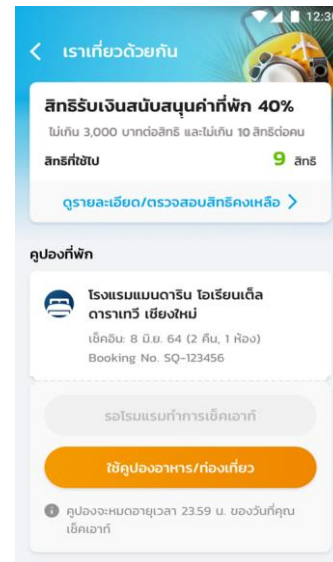 12:30
เราเที่ยวด้วยกัน
สิทธิรับเงินสนับสนุนค่าที่พัก 40%
ไม่เกิน 3,000 บาทต่อสิทธิ และไม่เกิน 10 สิทธิต่อคน
สิทธิที่ใช้ไป 9 สิทธิ
ดูรายละเอียด/ตรวจสอบสิทธิคงเหลือ >
คูปองที่พัก
โรงแรมแมนดาริน โอเรียนเต็ล
ดาราเทวี เชียงใหม่
เช็คอิน: 8 มิ.ย. 64 (2 คืน, 1 ห้อง)
Booking No. SQ-123456
รอโรงแรมทำการเช็คเอาท์
ใช้คูปองอาหาร/ท่องเที่ยว
คูปองจะหมดอายุเวลา 23.59 น. ของวันที่คุณ
เช็คเอาท์